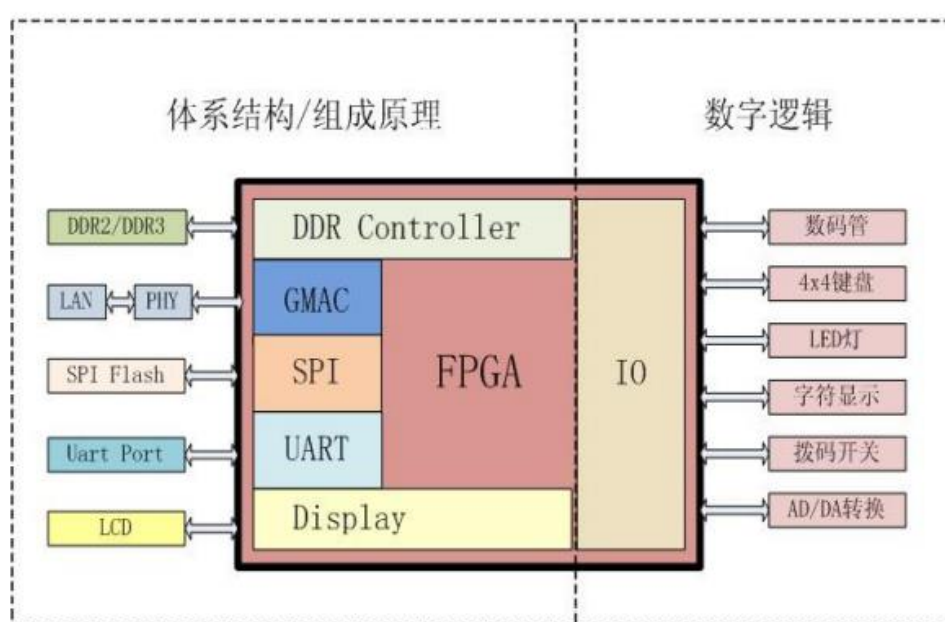 体系结构/组成原理
数字逻辑
DDR2/DDR3
DDR Controller
数码管
LAN
PHY
GMAC
4x4键盘
SPI Flash
SPI
FPGA
IO
LED灯
字符显示
Uart Port
UART
拨码开关
LCD
Display
AD/DA转换